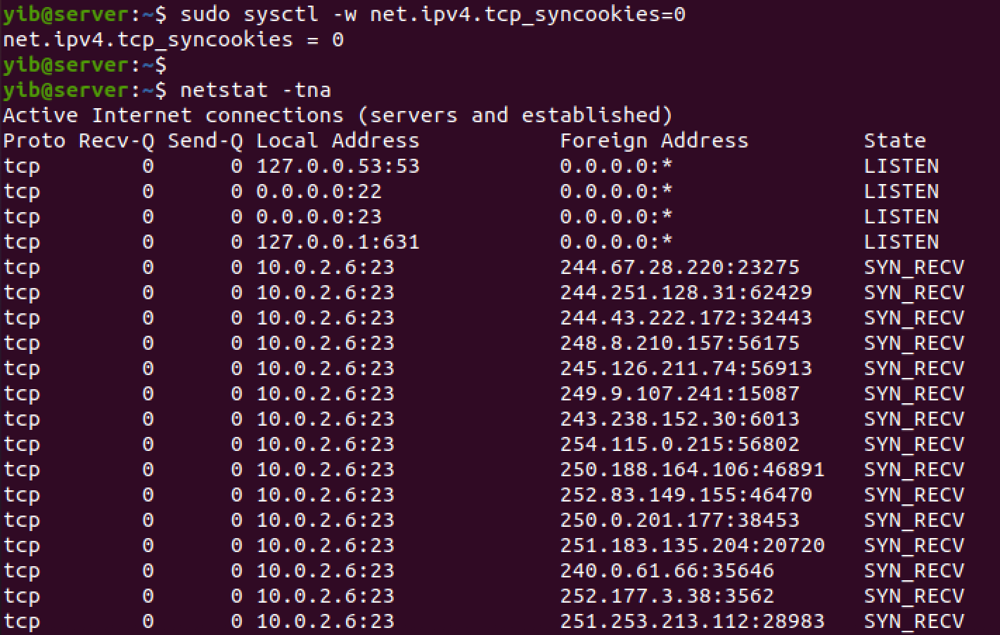 yib@server:~$ sudo sysctl -w net.ipv4.tcp_syncookies=0
net.ipv4.tcp_syncookies = 0
yib@server:~$
yib@server:~$ netstat -tna
Active Internet connections (servers and established)
Proto Recv-Q Send-Q Local Address           Foreign Address         State
tcp        0      0 127.0.0.53:53           0.0.0.0:*               LISTEN
tcp        0      0 0.0.0.0:22              0.0.0.0:*               LISTEN
tcp        0      0 0.0.0.0:23              0.0.0.0:*               LISTEN
tcp        0      0 127.0.0.1:631           0.0.0.0:*               LISTEN
tcp        0      0 10.0.2.6:23             244.67.28.220:23275     SYN_RECV
tcp        0      0 10.0.2.6:23             244.251.128.31:62429    SYN_RECV
tcp        0      0 10.0.2.6:23             244.43.222.172:32443    SYN_RECV
tcp        0      0 10.0.2.6:23             248.8.210.157:56175     SYN_RECV
tcp        0      0 10.0.2.6:23             245.126.211.74:56913    SYN_RECV
tcp        0      0 10.0.2.6:23             249.9.107.241:15087     SYN_RECV
tcp        0      0 10.0.2.6:23             243.238.152.30:6013     SYN_RECV
tcp        0      0 10.0.2.6:23             254.115.0.215:56802     SYN_RECV
tcp        0      0 10.0.2.6:23             250.188.164.106:46891   SYN_RECV
tcp        0      0 10.0.2.6:23             252.83.149.155:46470    SYN_RECV
tcp        0      0 10.0.2.6:23             250.0.201.177:38453     SYN_RECV
tcp        0      0 10.0.2.6:23             251.183.135.204:20720   SYN_RECV
tcp        0      0 10.0.2.6:23             240.0.61.66:35646       SYN_RECV
tcp        0      0 10.0.2.6:23             252.177.3.38:3562       SYN_RECV
tcp        0      0 10.0.2.6:23             251.253.213.112:28983   SYN_RECV